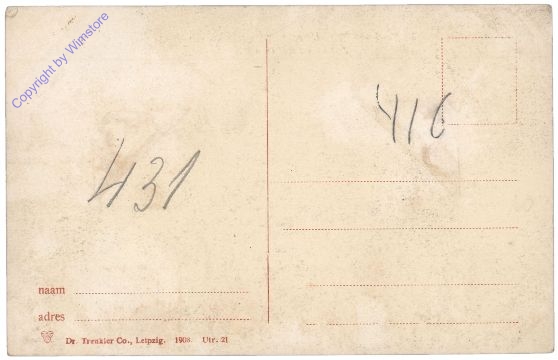 Copyright by Wimstore
431
416
naam
adres
Dr. Trenkler Co., Leipzig. 1908. Utr. 21